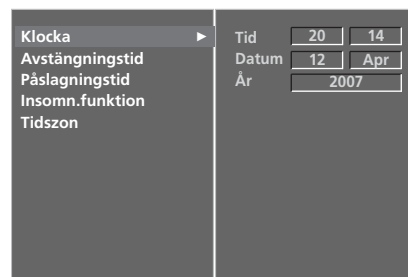 Klocka ►
Avstängningstid
Påslagningstid
Insomn.funktion
Tidszon
Tid 20 14
Datum 12 Apr
År 2007